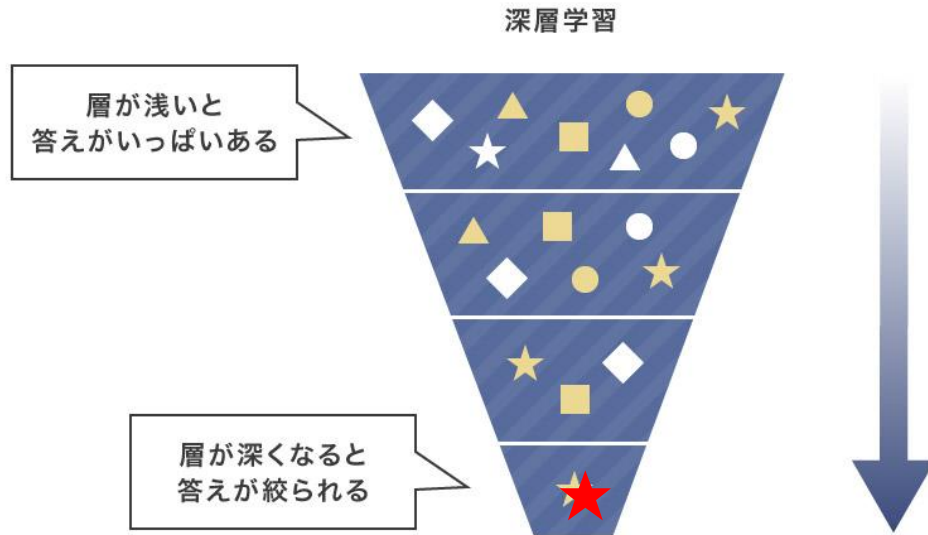 深層学習
層が浅いと
答えがいっぱいある
層が深くなると
答えが絞られる